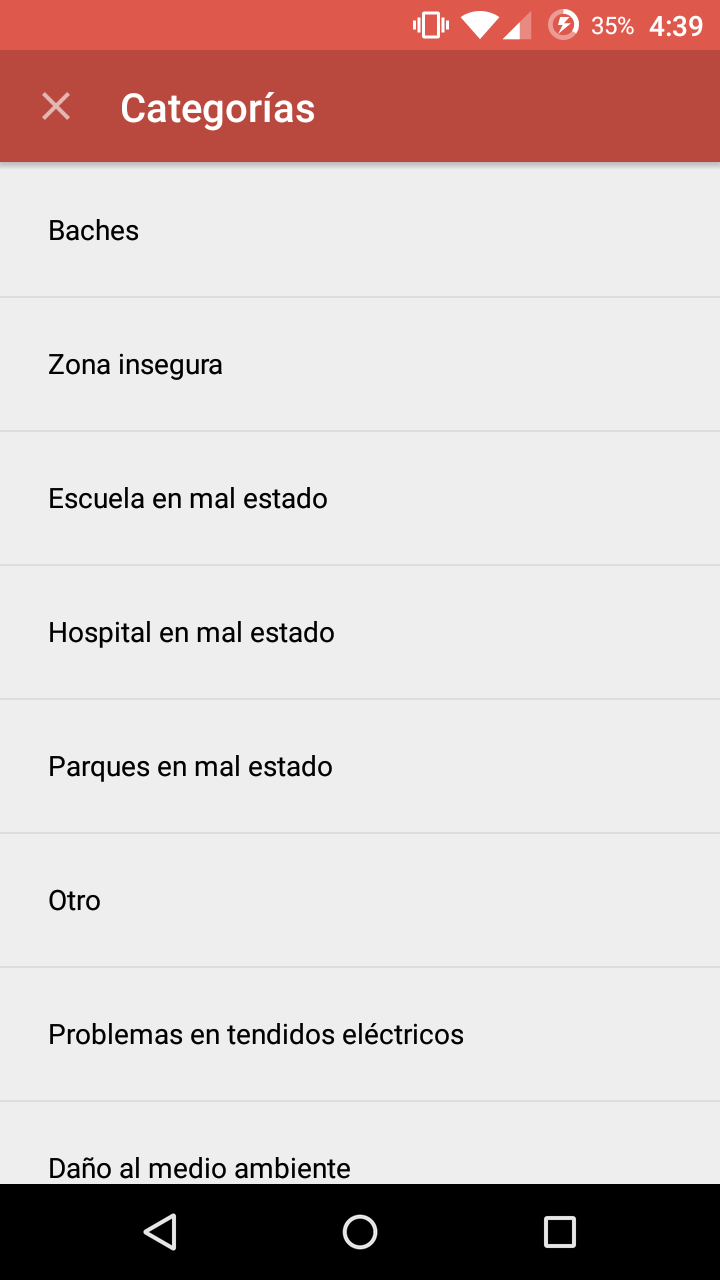 35% 4:39
Categorías
Baches
Zona insegura
Escuela en mal estado
Hospital en mal estado
Parques en mal estado
Otro
Problemas en tendidos eléctricos
Daño al medio ambiente